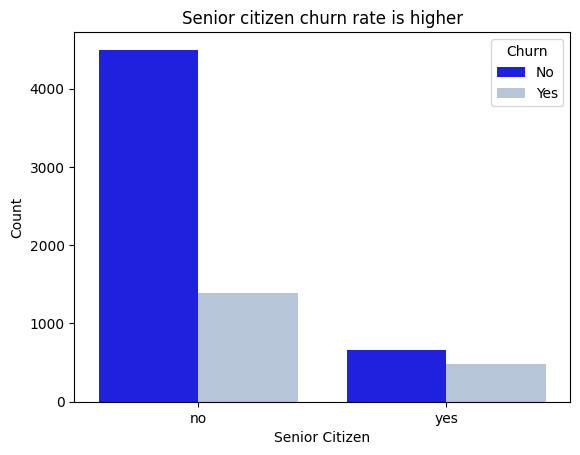 Senior citizen churn rate is higher
Churn
No
Yes
Count
4000
3000
2000
1000
0
no
yes
Senior Citizen